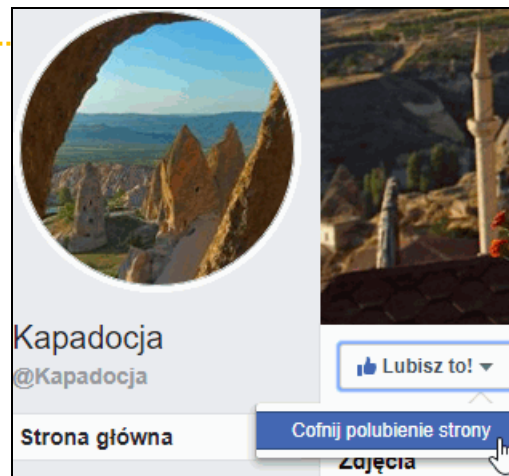 Kapadocja
@Kapadocja
Lubisz to!
Cofnij polubienie strony
Strona główna
Zdjęcia